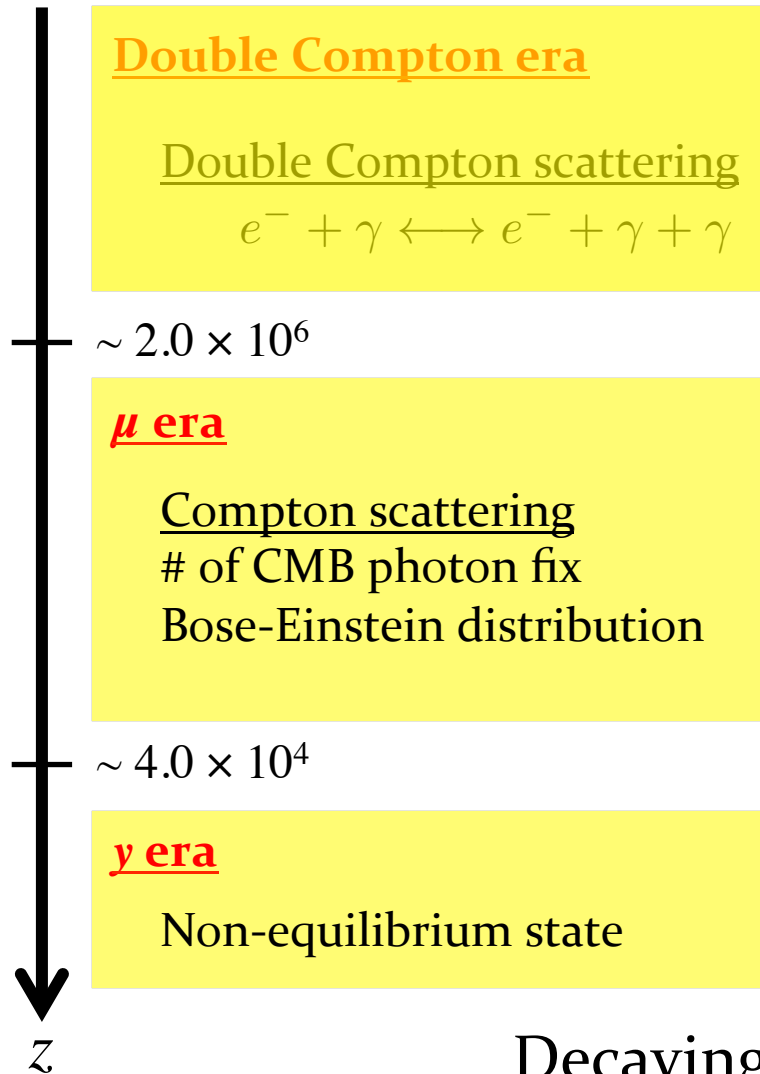 Double Compton era
Double Compton scattering
e⁻ + γ ⟷ e⁻ + γ + γ
~ 2.0 × 10⁶
μ era
Compton scattering
# of CMB photon fix
Bose-Einstein distribution
~ 4.0 × 10⁴
y era
Non-equilibrium state
z
Decaying